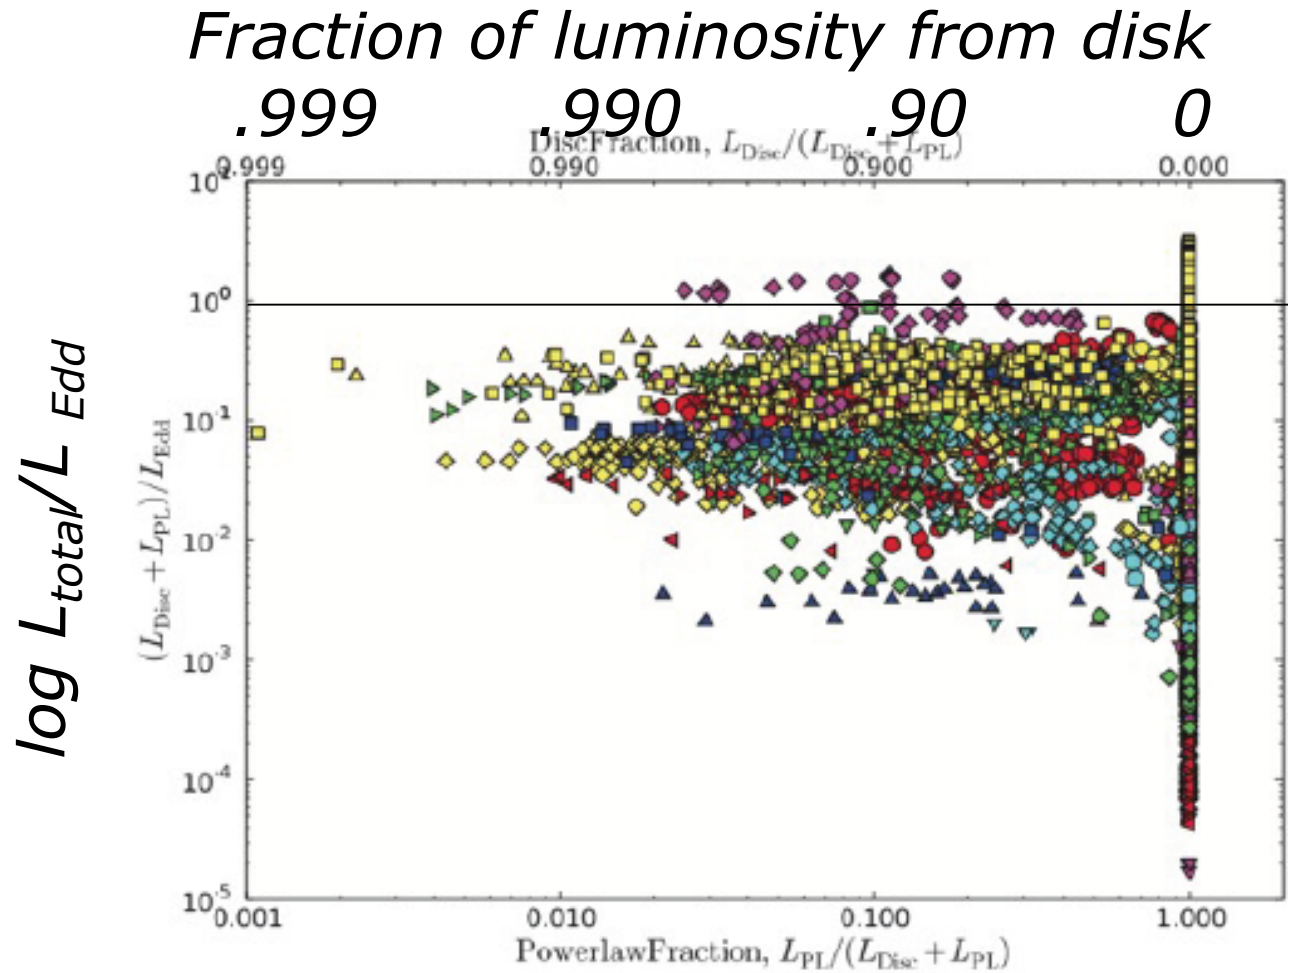 Fraction of luminosity from disk
.999 .990 .90 0
DiscFraction, L_Disc/(L_Disc+L_PL)
0.999 0.990 0.900 0.000
log L_total/L_Edd
(L_Disc+L_PL)/L_Edd
10^1
10^0
10^-1
10^-2
10^-3
10^-4
10^-5
0.001 0.010 0.100 1.000
PowerlawFraction, L_PL/(L_Disc+L_PL)